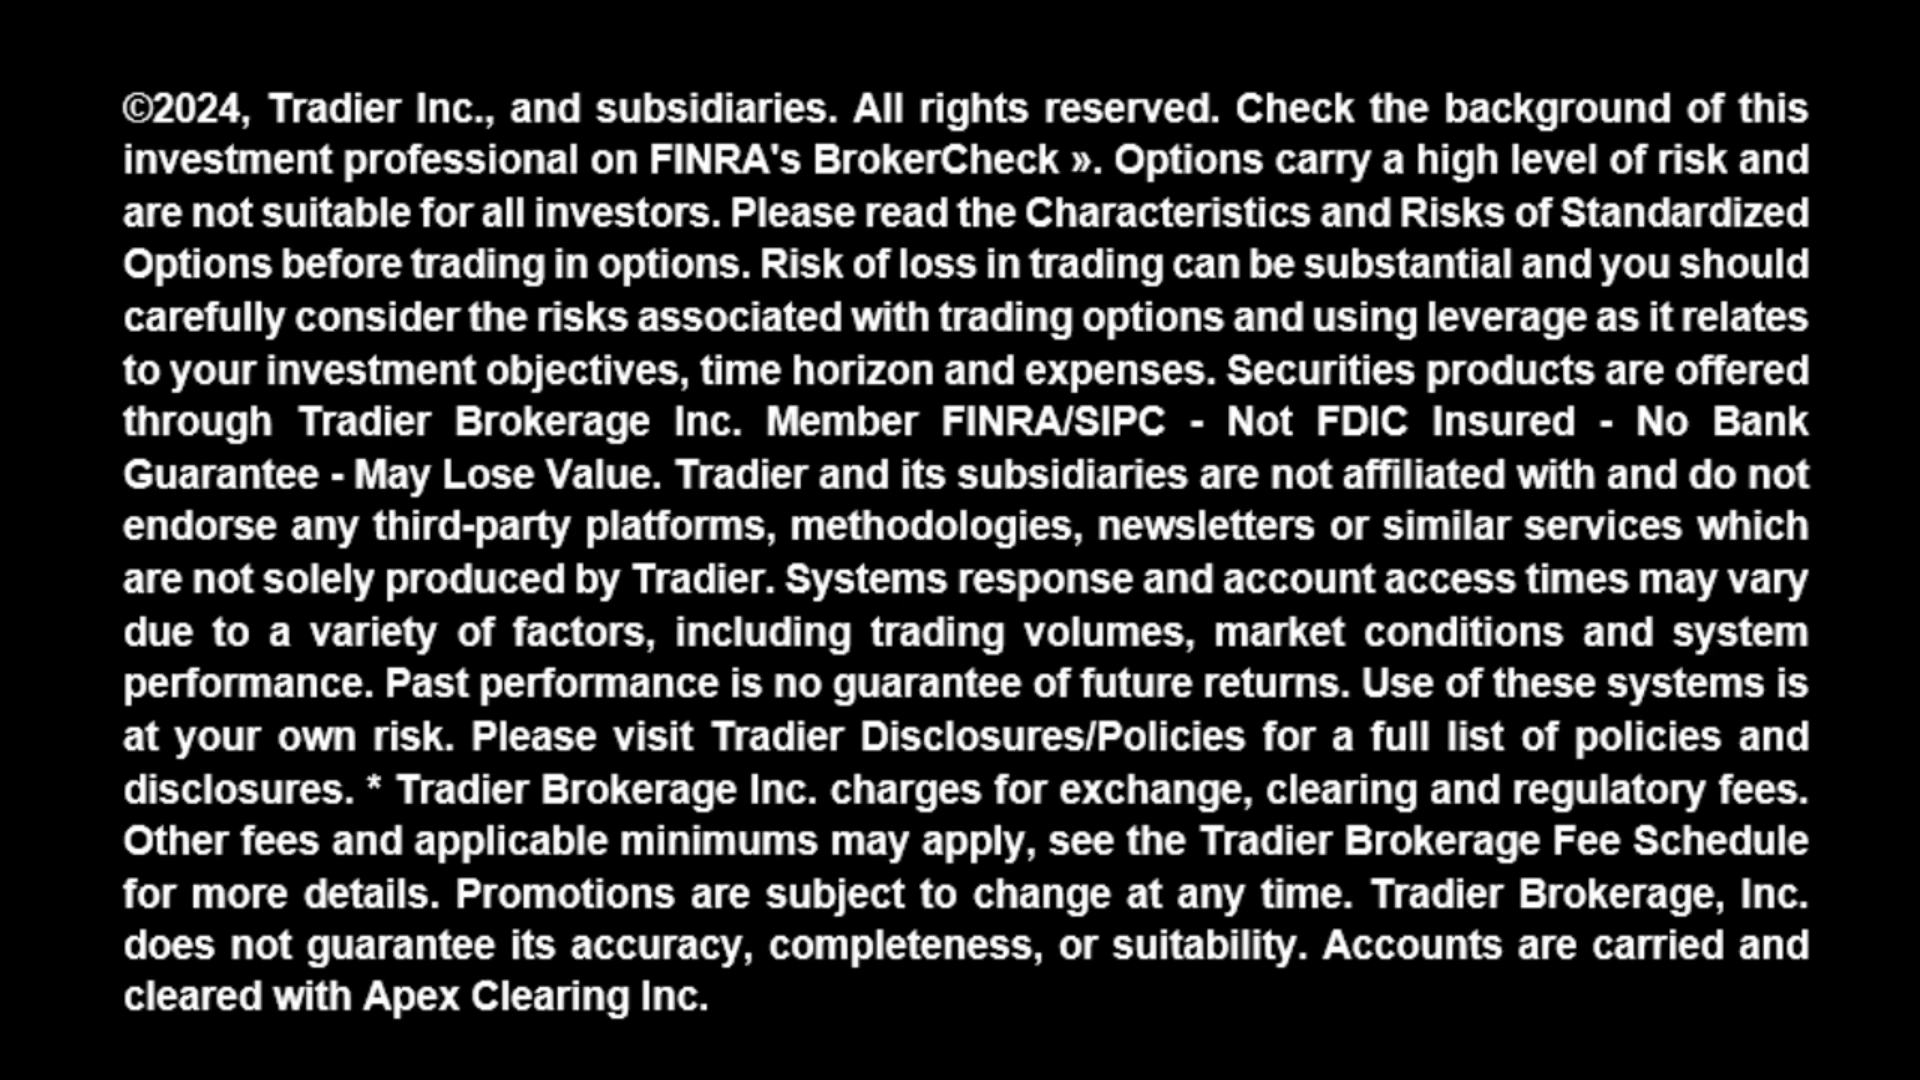 ©2024, Tradier Inc., and subsidiaries. All rights reserved. Check the background of this
investment professional on FINRA's BrokerCheck ». Options carry a high level of risk and
are not suitable for all investors. Please read the Characteristics and Risks of Standardized
Options before trading in options. Risk of loss in trading can be substantial and you should
carefully consider the risks associated with trading options and using leverage as it relates
to your investment objectives, time horizon and expenses. Securities products are offered
through Tradier Brokerage Inc. Member FINRA/SIPC - Not FDIC Insured - No Bank
Guarantee - May Lose Value. Tradier and its subsidiaries are not affiliated with and do not
endorse any third-party platforms, methodologies, newsletters or similar services which
are not solely produced by Tradier. Systems response and account access times may vary
due to a variety of factors, including trading volumes, market conditions and system
performance. Past performance is no guarantee of future returns. Use of these systems is
at your own risk. Please visit Tradier Disclosures/Policies for a full list of policies and
disclosures. * Tradier Brokerage Inc. charges for exchange, clearing and regulatory fees.
Other fees and applicable minimums may apply, see the Tradier Brokerage Fee Schedule
for more details. Promotions are subject to change at any time. Tradier Brokerage, Inc.
does not guarantee its accuracy, completeness, or suitability. Accounts are carried and
cleared with Apex Clearing Inc.